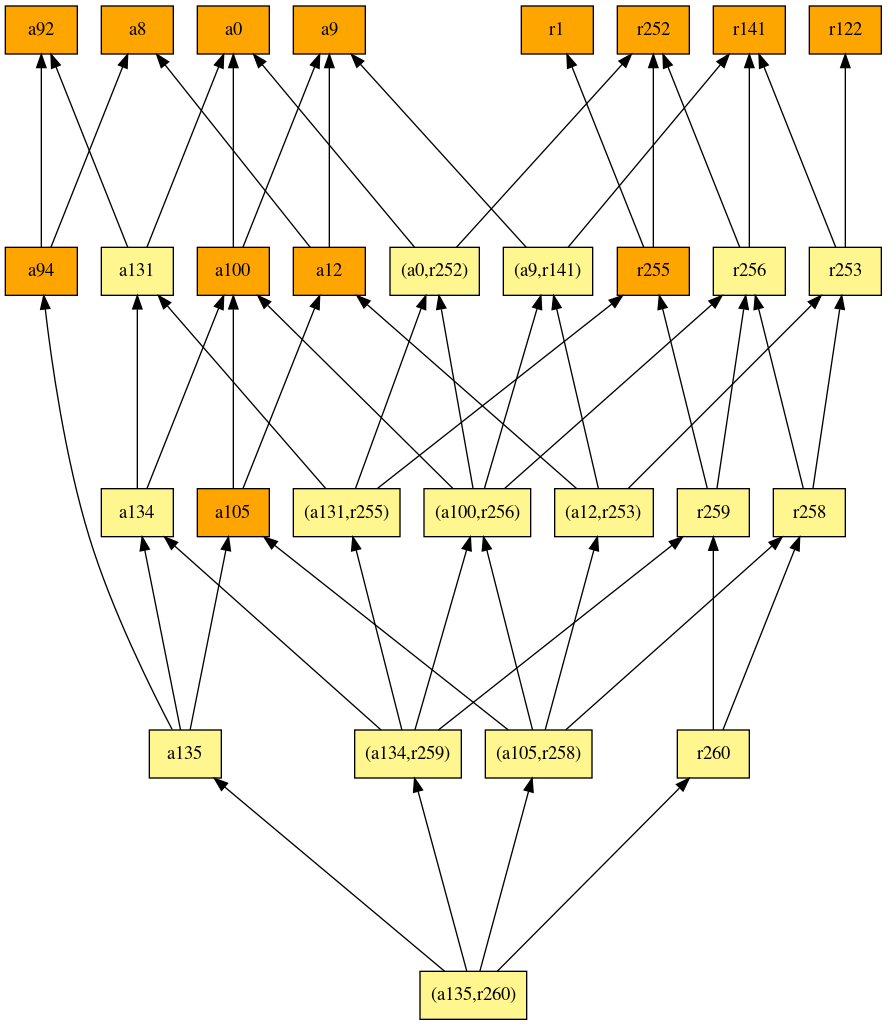 a92
a8
a0
a9
r1
r252
r141
r122
a94
a131
a100
a12
(a0,r252)
(a9,r141)
r255
r256
r253
a134
a105
(a131,r255)
(a100,r256)
(a12,r253)
r259
r258
a135
(a134,r259)
(a105,r258)
r260
(a135,r260)